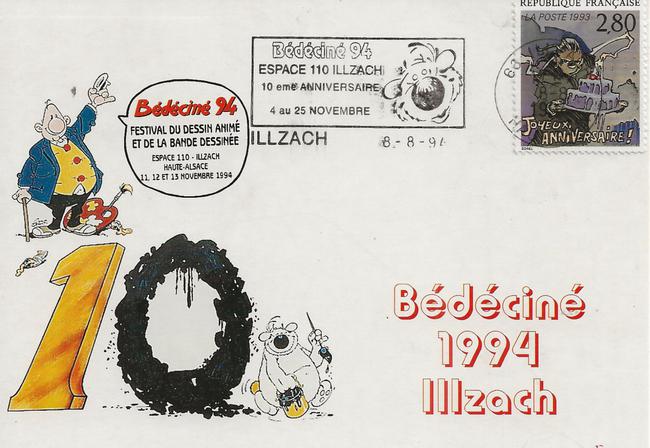 RÉPUBLIQUE FRANÇAISE
LA POSTE 1993 2,80
JOYEUX
ANNIVERSAIRE!
Bédéciné 94
ESPACE 110 ILLZACH
10 eme ANNIVERSAIRE
4 au 25 NOVEMBRE
ILLZACH 8-8-94
Bédéciné 94
FESTIVAL DU DESSIN ANIMÉ
ET DE LA BANDE DESSINÉE
ESPACE 110 - ILLZACH
HAUTE-ALSACE
11, 12 ET 13 NOVEMBRE 1994
10
Bédéciné
1994
Illzach